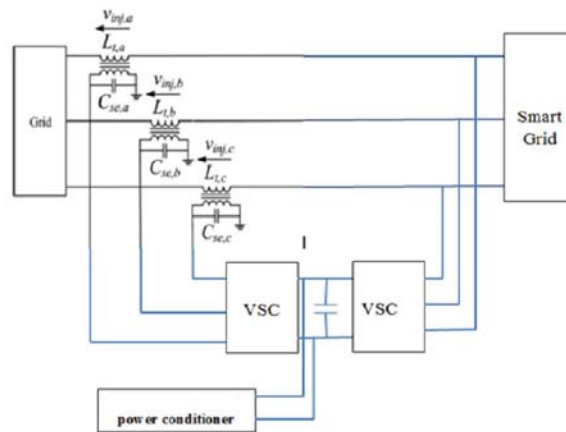 v_inj,a
L_t,a
C_se,a
v_inj,b
L_t,b
C_se,b
v_inj,c
L_t,c
C_se,c
Grid
Smart
Grid
I
VSC
VSC
power conditioner